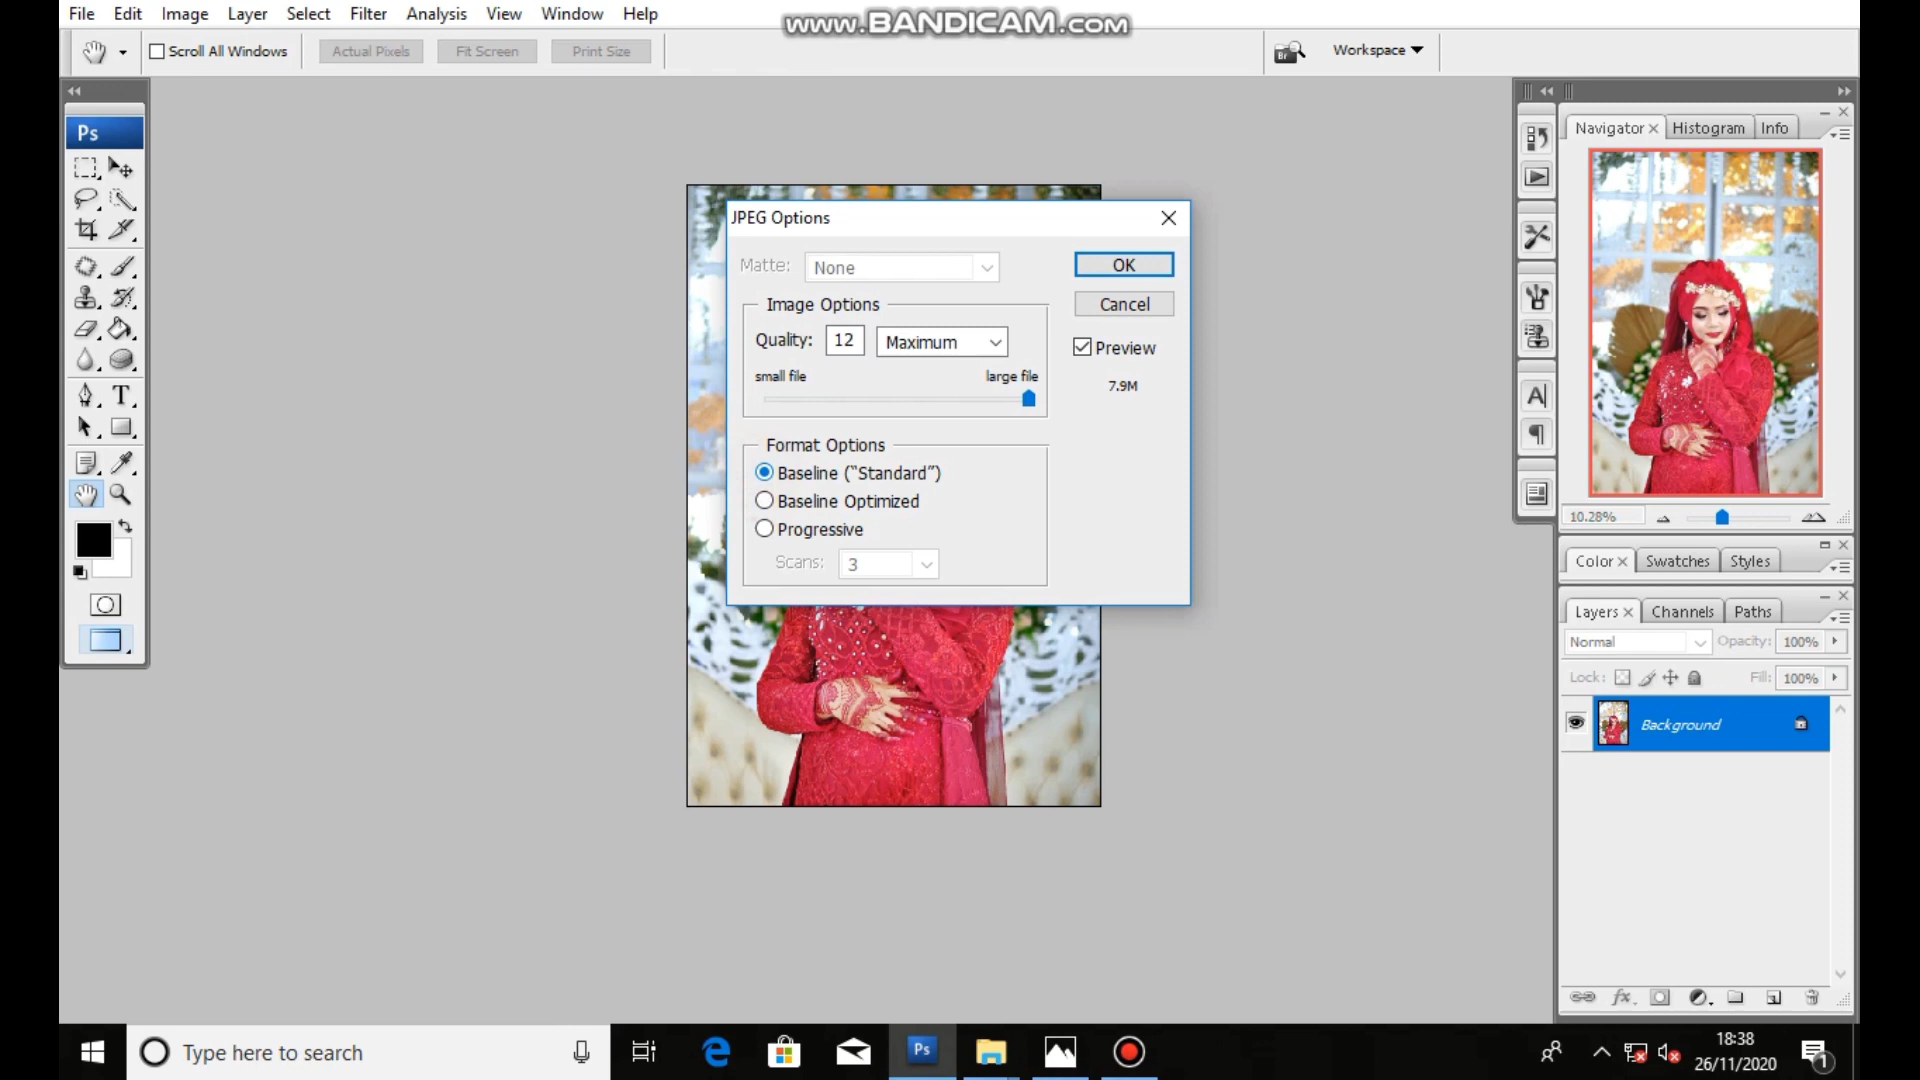 File Edit Image Layer Select Filter Analysis View Window Help
www.BANDICAM.com
Scroll All Windows Actual Pixels Fit Screen Print Size
Br Workspace
Ps
Navigator Histogram Info
JPEG Options
Matte: None OK
Image Options Cancel
Quality: 12 Maximum Preview
small file large file 7.9M
Format Options
Baseline ("Standard")
Baseline Optimized
Progressive
Scans: 3
T
A
10.28%
Color Swatches Styles
Layers Channels Paths
Normal Opacity: 100%
Lock: Fill: 100%
Background
fx
Type here to search
Ps
18:38
26/11/2020
1